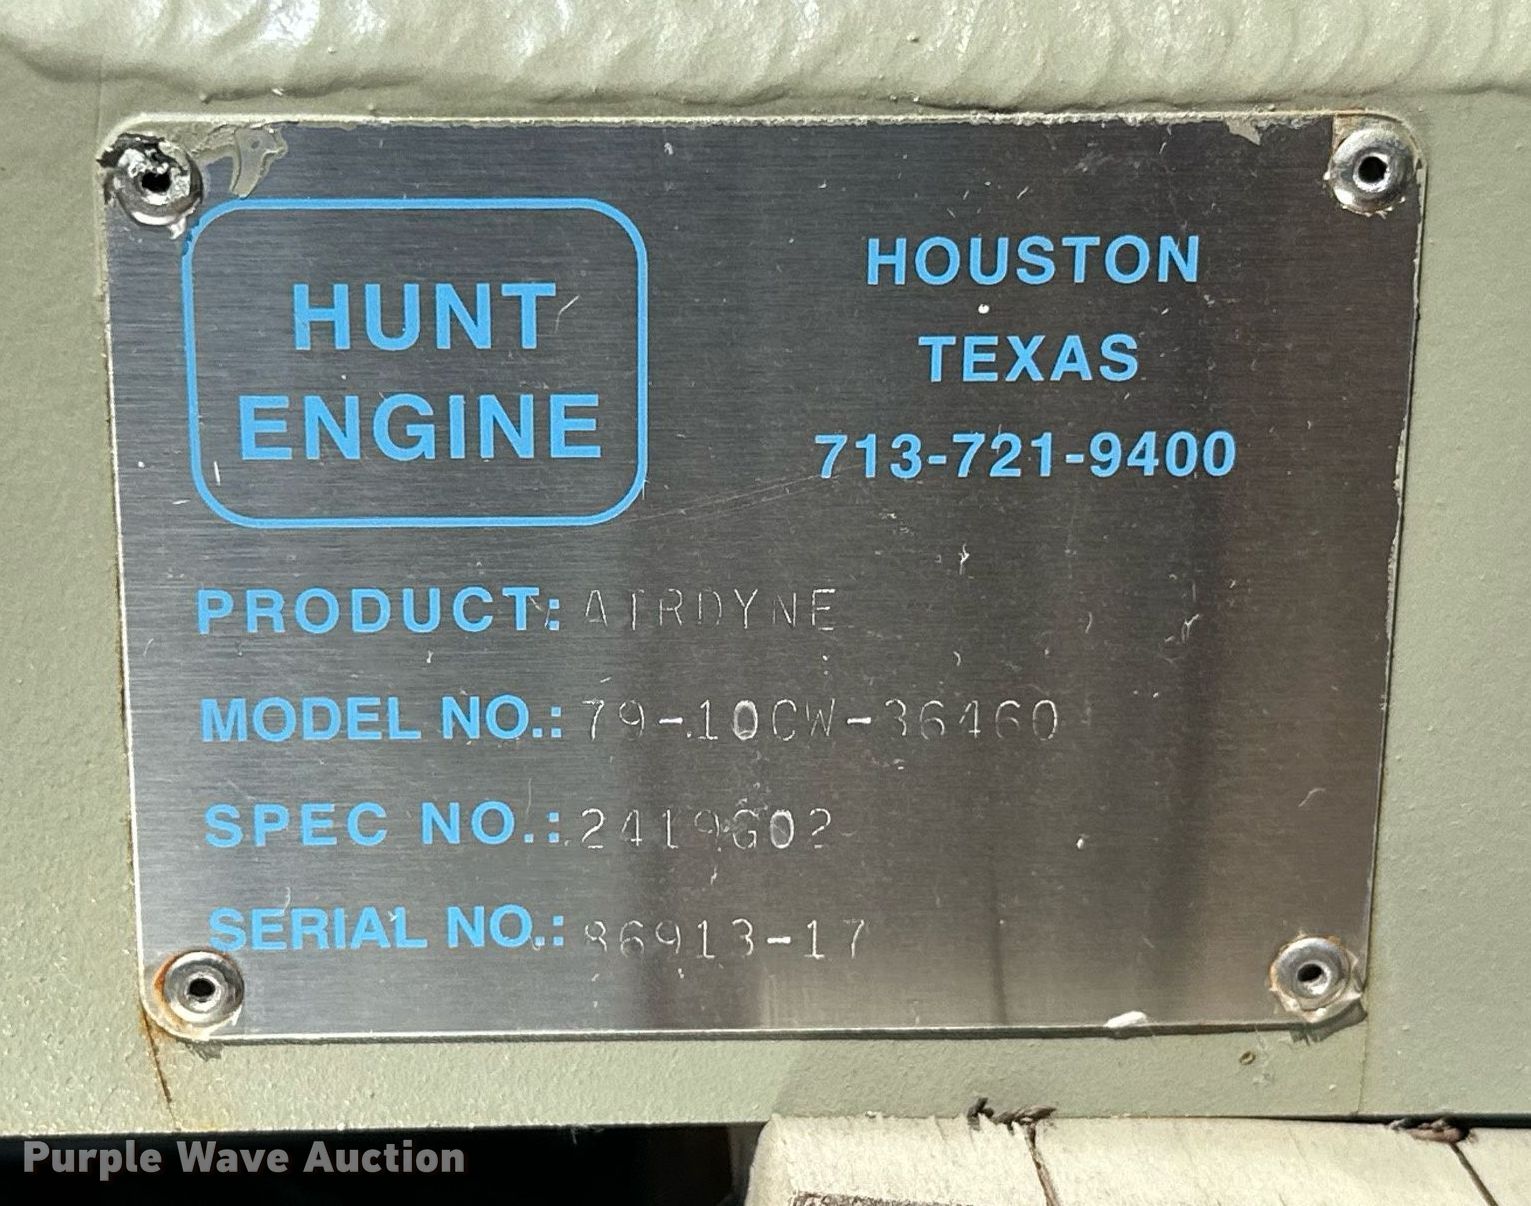 HUNT
ENGINE
HOUSTON
TEXAS
713-721-9400
PRODUCT: AIRDYNE
MODEL NO.: 79-10CW-36460
SPEC NO.: 2419G02
SERIAL NO.: 86913-17
Purple Wave Auction